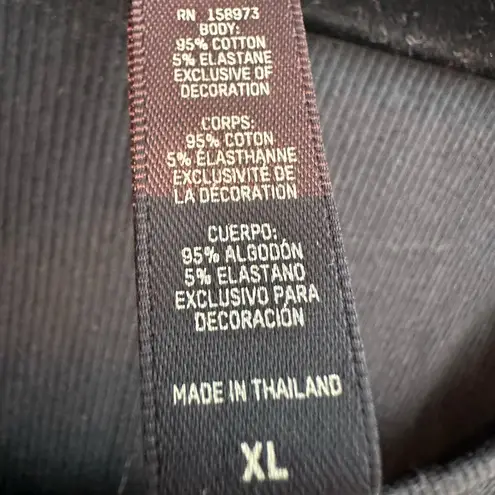 RN 158973
BODY:
95% COTTON
5% ELASTANE
EXCLUSIVE OF
DECORATION
CORPS:
95% COTON
5% ÉLASTHANNE
EXCLUSIVITÉ DE
LA DÉCORATION
CUERPO:
95% ALGODÓN
5% ELASTANO
EXCLUSIVO PARA
DECORACIÓN
MADE IN THAILAND
XL